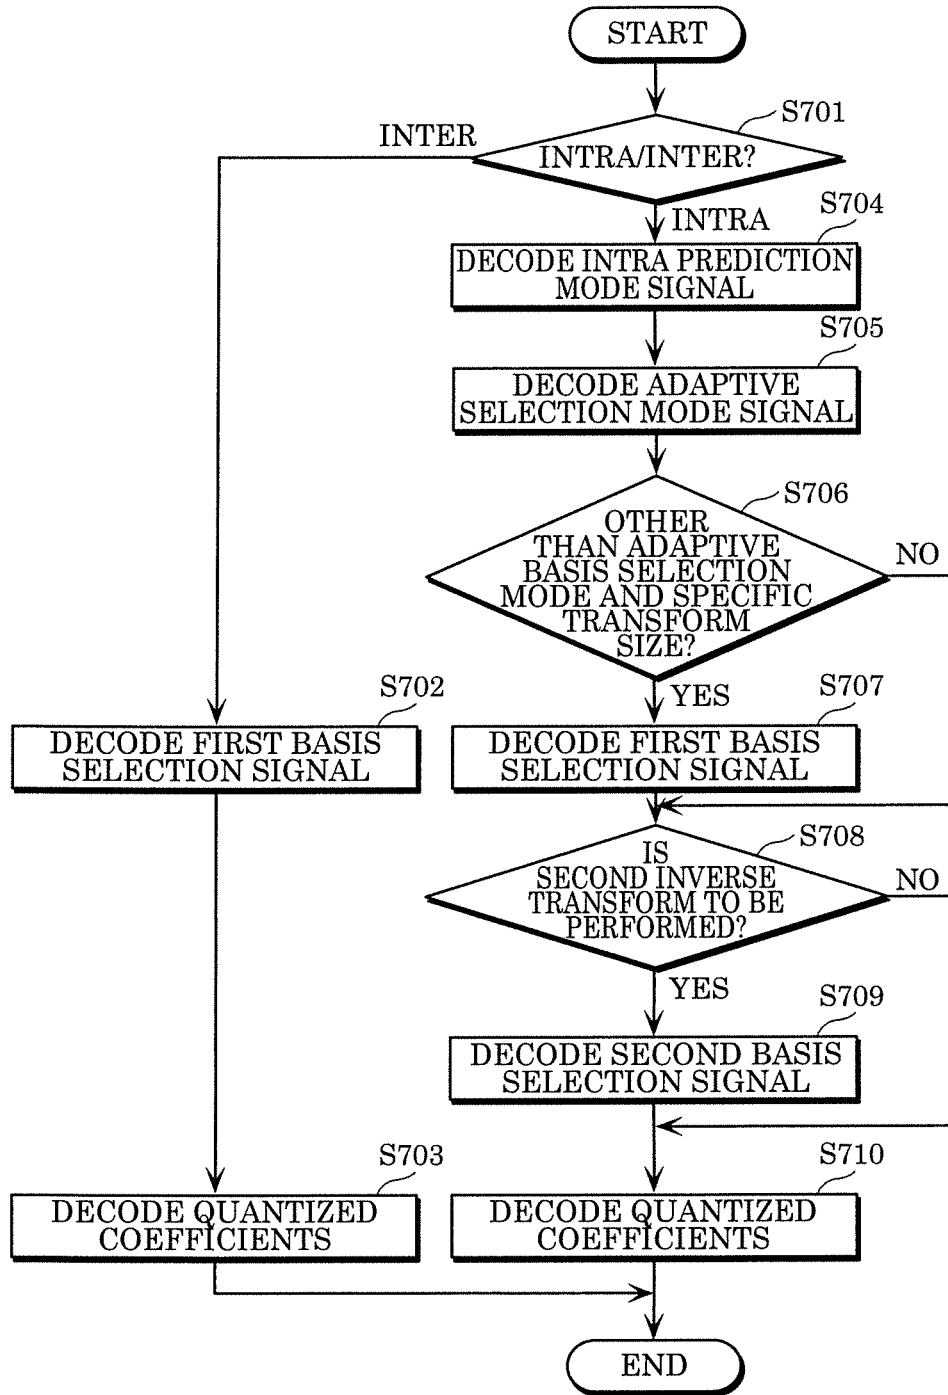 START
S701
INTER
INTRA/INTER?
INTRA
S704
DECODE INTRA PREDICTION
MODE SIGNAL
S705
DECODE ADAPTIVE
SELECTION MODE SIGNAL
S706
OTHER
THAN ADAPTIVE
BASIS SELECTION
MODE AND SPECIFIC
TRANSFORM
SIZE?
NO
YES
S702
DECODE FIRST BASIS
SELECTION SIGNAL
S707
DECODE FIRST BASIS
SELECTION SIGNAL
S708
IS
SECOND INVERSE
TRANSFORM TO BE
PERFORMED?
NO
YES
S709
DECODE SECOND BASIS
SELECTION SIGNAL
S703
DECODE QUANTIZED
COEFFICIENTS
S710
DECODE QUANTIZED
COEFFICIENTS
END